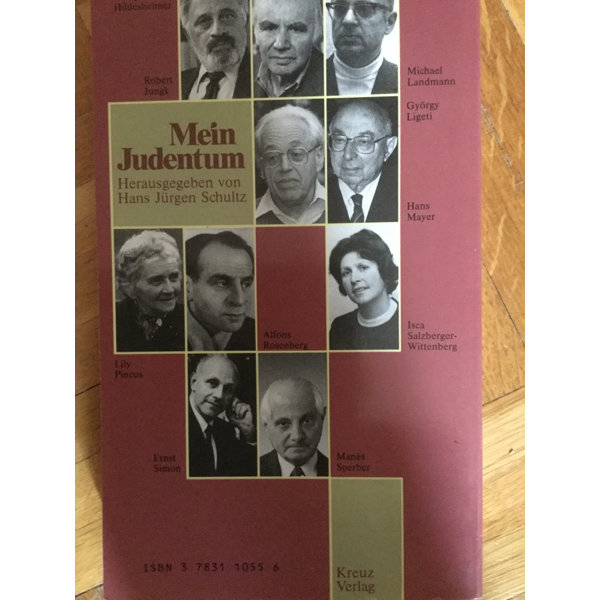 Hildesheimer
Robert
Jungk
Michael
Landmann
György
Ligeti
Mein
Judentum
Herausgegeben von
Hans Jürgen Schultz
Hans
Mayer
Alfons
Rosenberg
Isca
Salzberger-
Wittenberg
Lily
Pincus
Ernst
Simon
Manès
Sperber
ISBN 3 7831 1055 6
Kreuz
Verlag